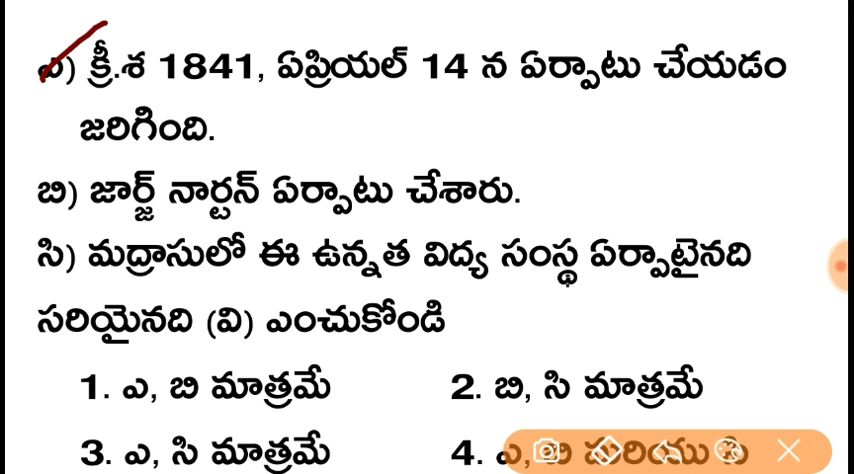 ఎ) క్రీ.శ 1841, ఏప్రియల్ 14 న ఏర్పాటు చేయడం
జరిగింది.
బి) జార్జ్ నార్టన్ ఏర్పాటు చేశారు.
సి) మద్రాసులో ఈ ఉన్నత విద్య సంస్థ ఏర్పాటైనది
సరియైనది (వి) ఎంచుకోండి
1. ఎ, బి మాత్రమే 2. బి, సి మాత్రమే
3. ఎ, సి మాత్రమే 4. ఎ, బి మరియు సి